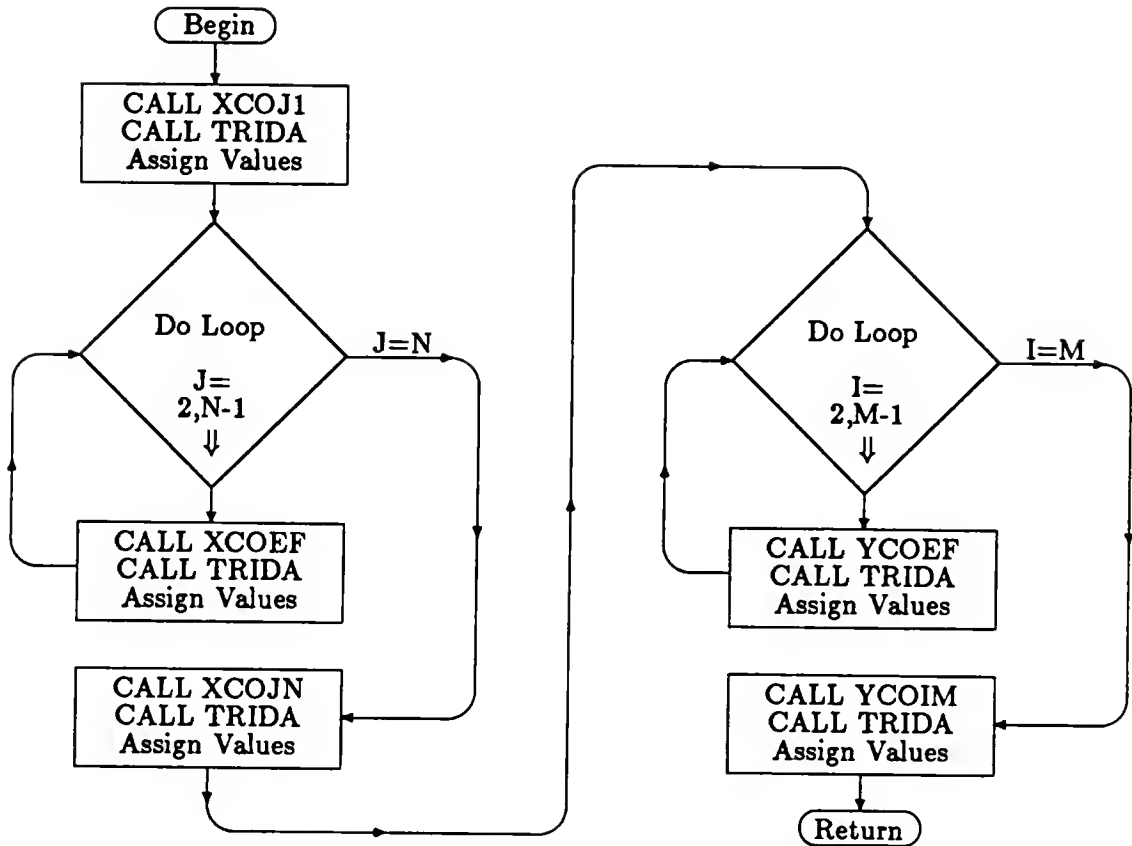 Begin
CALL XCOJ1
CALL TRIDA
Assign Values
Do Loop
J=
2,N-1
⇓
J=N
CALL XCOEF
CALL TRIDA
Assign Values
CALL XCOJN
CALL TRIDA
Assign Values
Do Loop
I=
2,M-1
⇓
I=M
CALL YCOEF
CALL TRIDA
Assign Values
CALL YCOIM
CALL TRIDA
Assign Values
Return